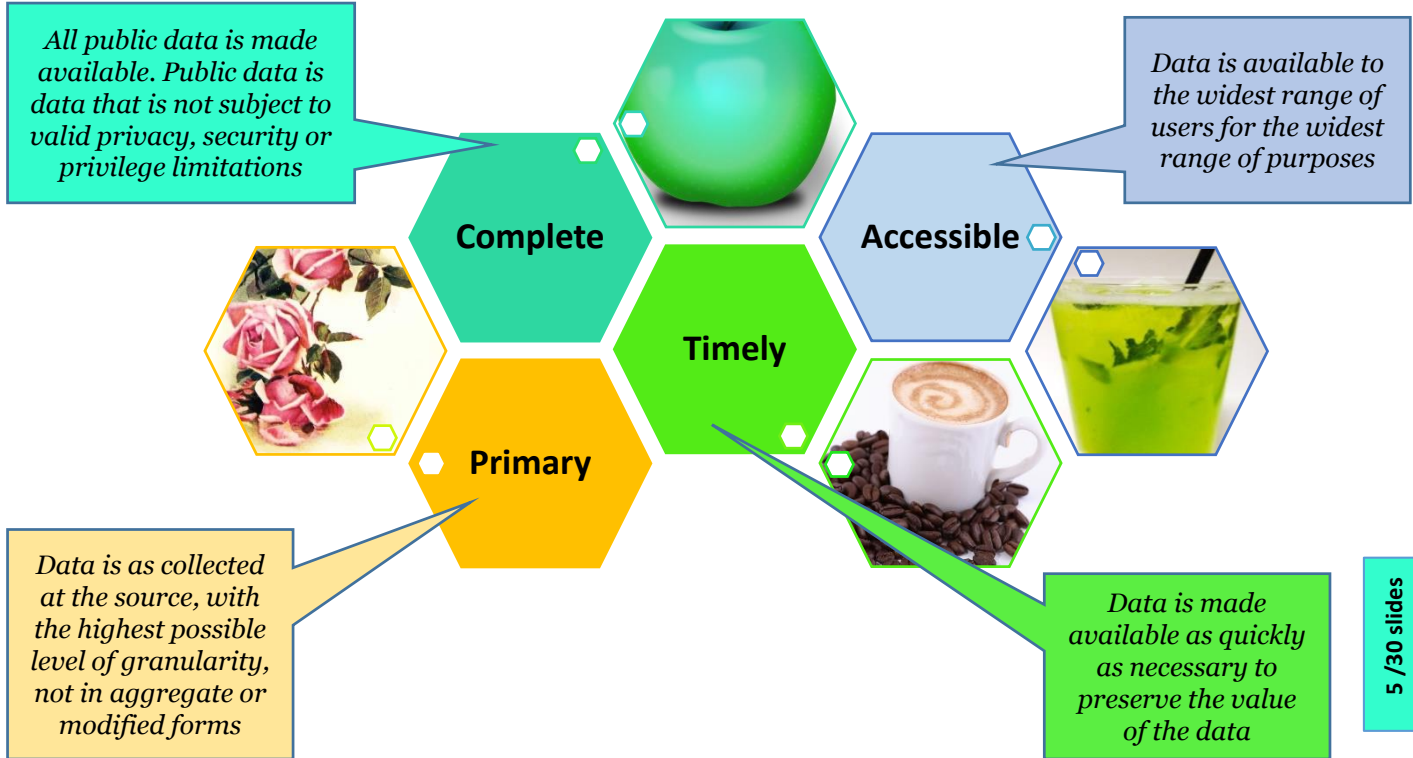 All public data is made
available. Public data is
data that is not subject to
valid privacy, security or
privilege limitations
Data is available to
the widest range of
users for the widest
range of purposes
Complete
Accessible
Timely
Primary
Data is as collected
at the source, with
the highest possible
level of granularity,
not in aggregate or
modified forms
Data is made
available as quickly
as necessary to
preserve the value
of the data
5 /30 slides